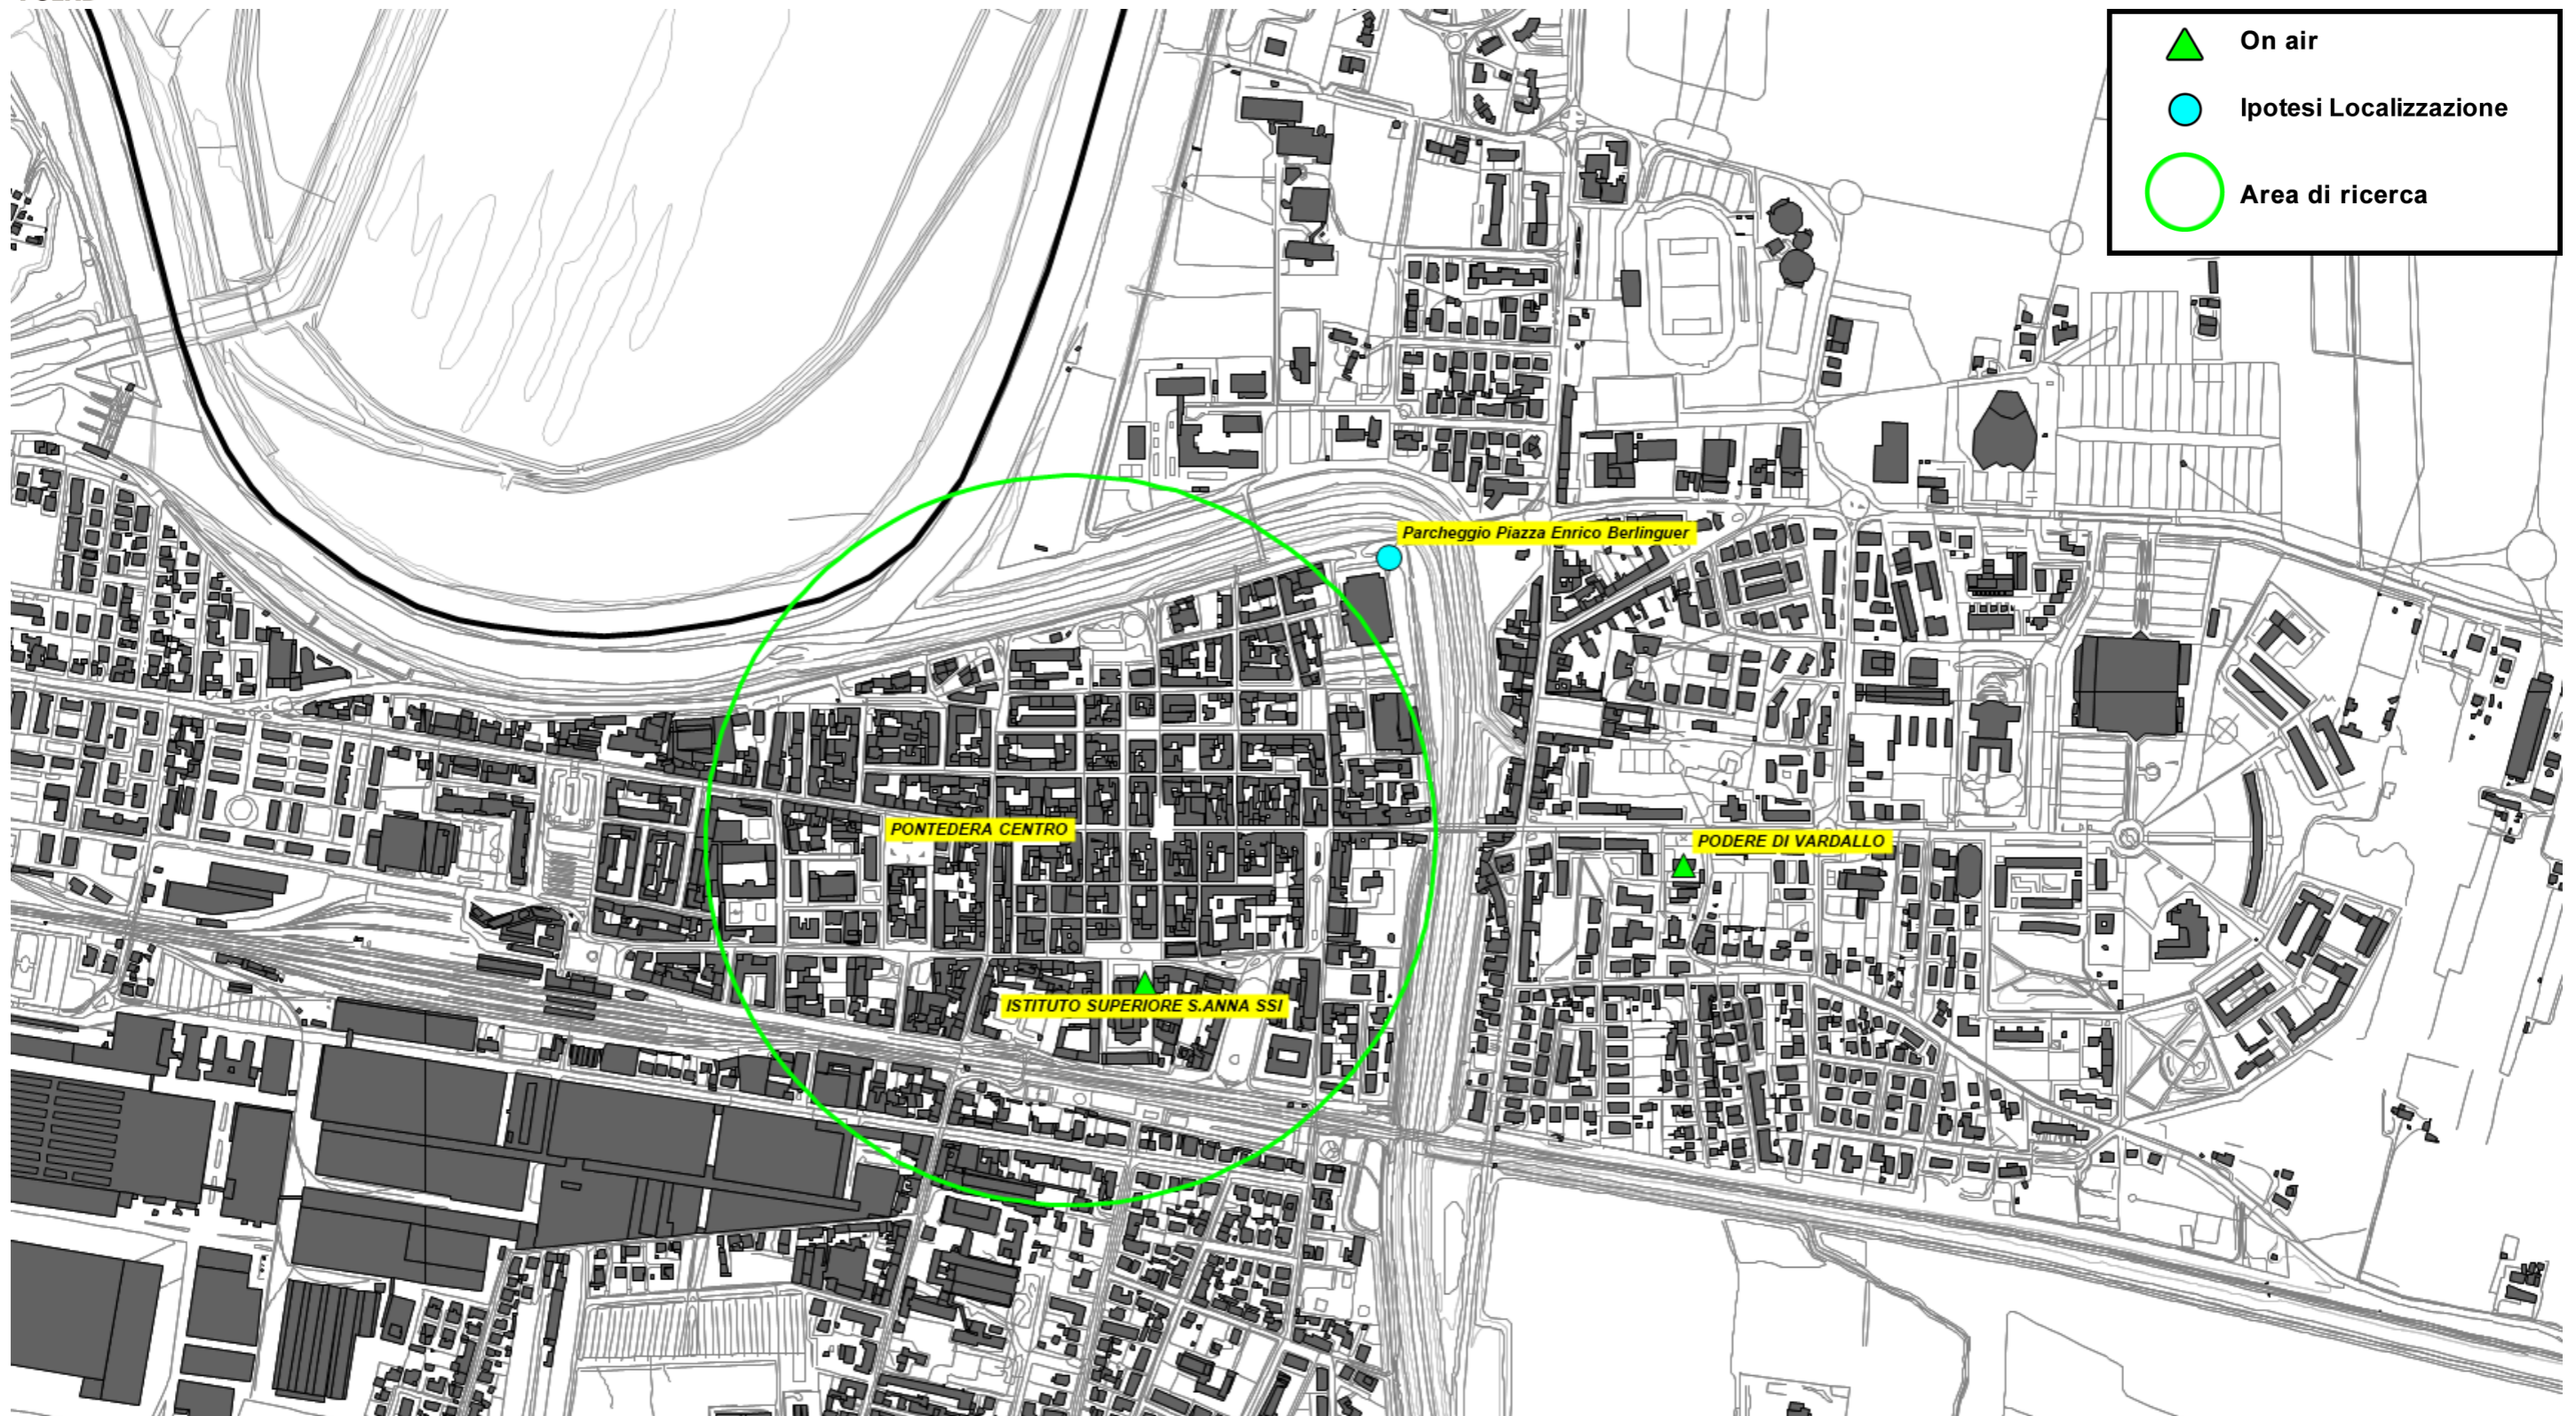 On air
Ipotesi Localizzazione
Area di ricerca
Parcheggio Piazza Enrico Berlinguer
PONTEDERA CENTRO
PODERE DI VARDALLO
ISTITUTO SUPERIORE S.ANNA SSI